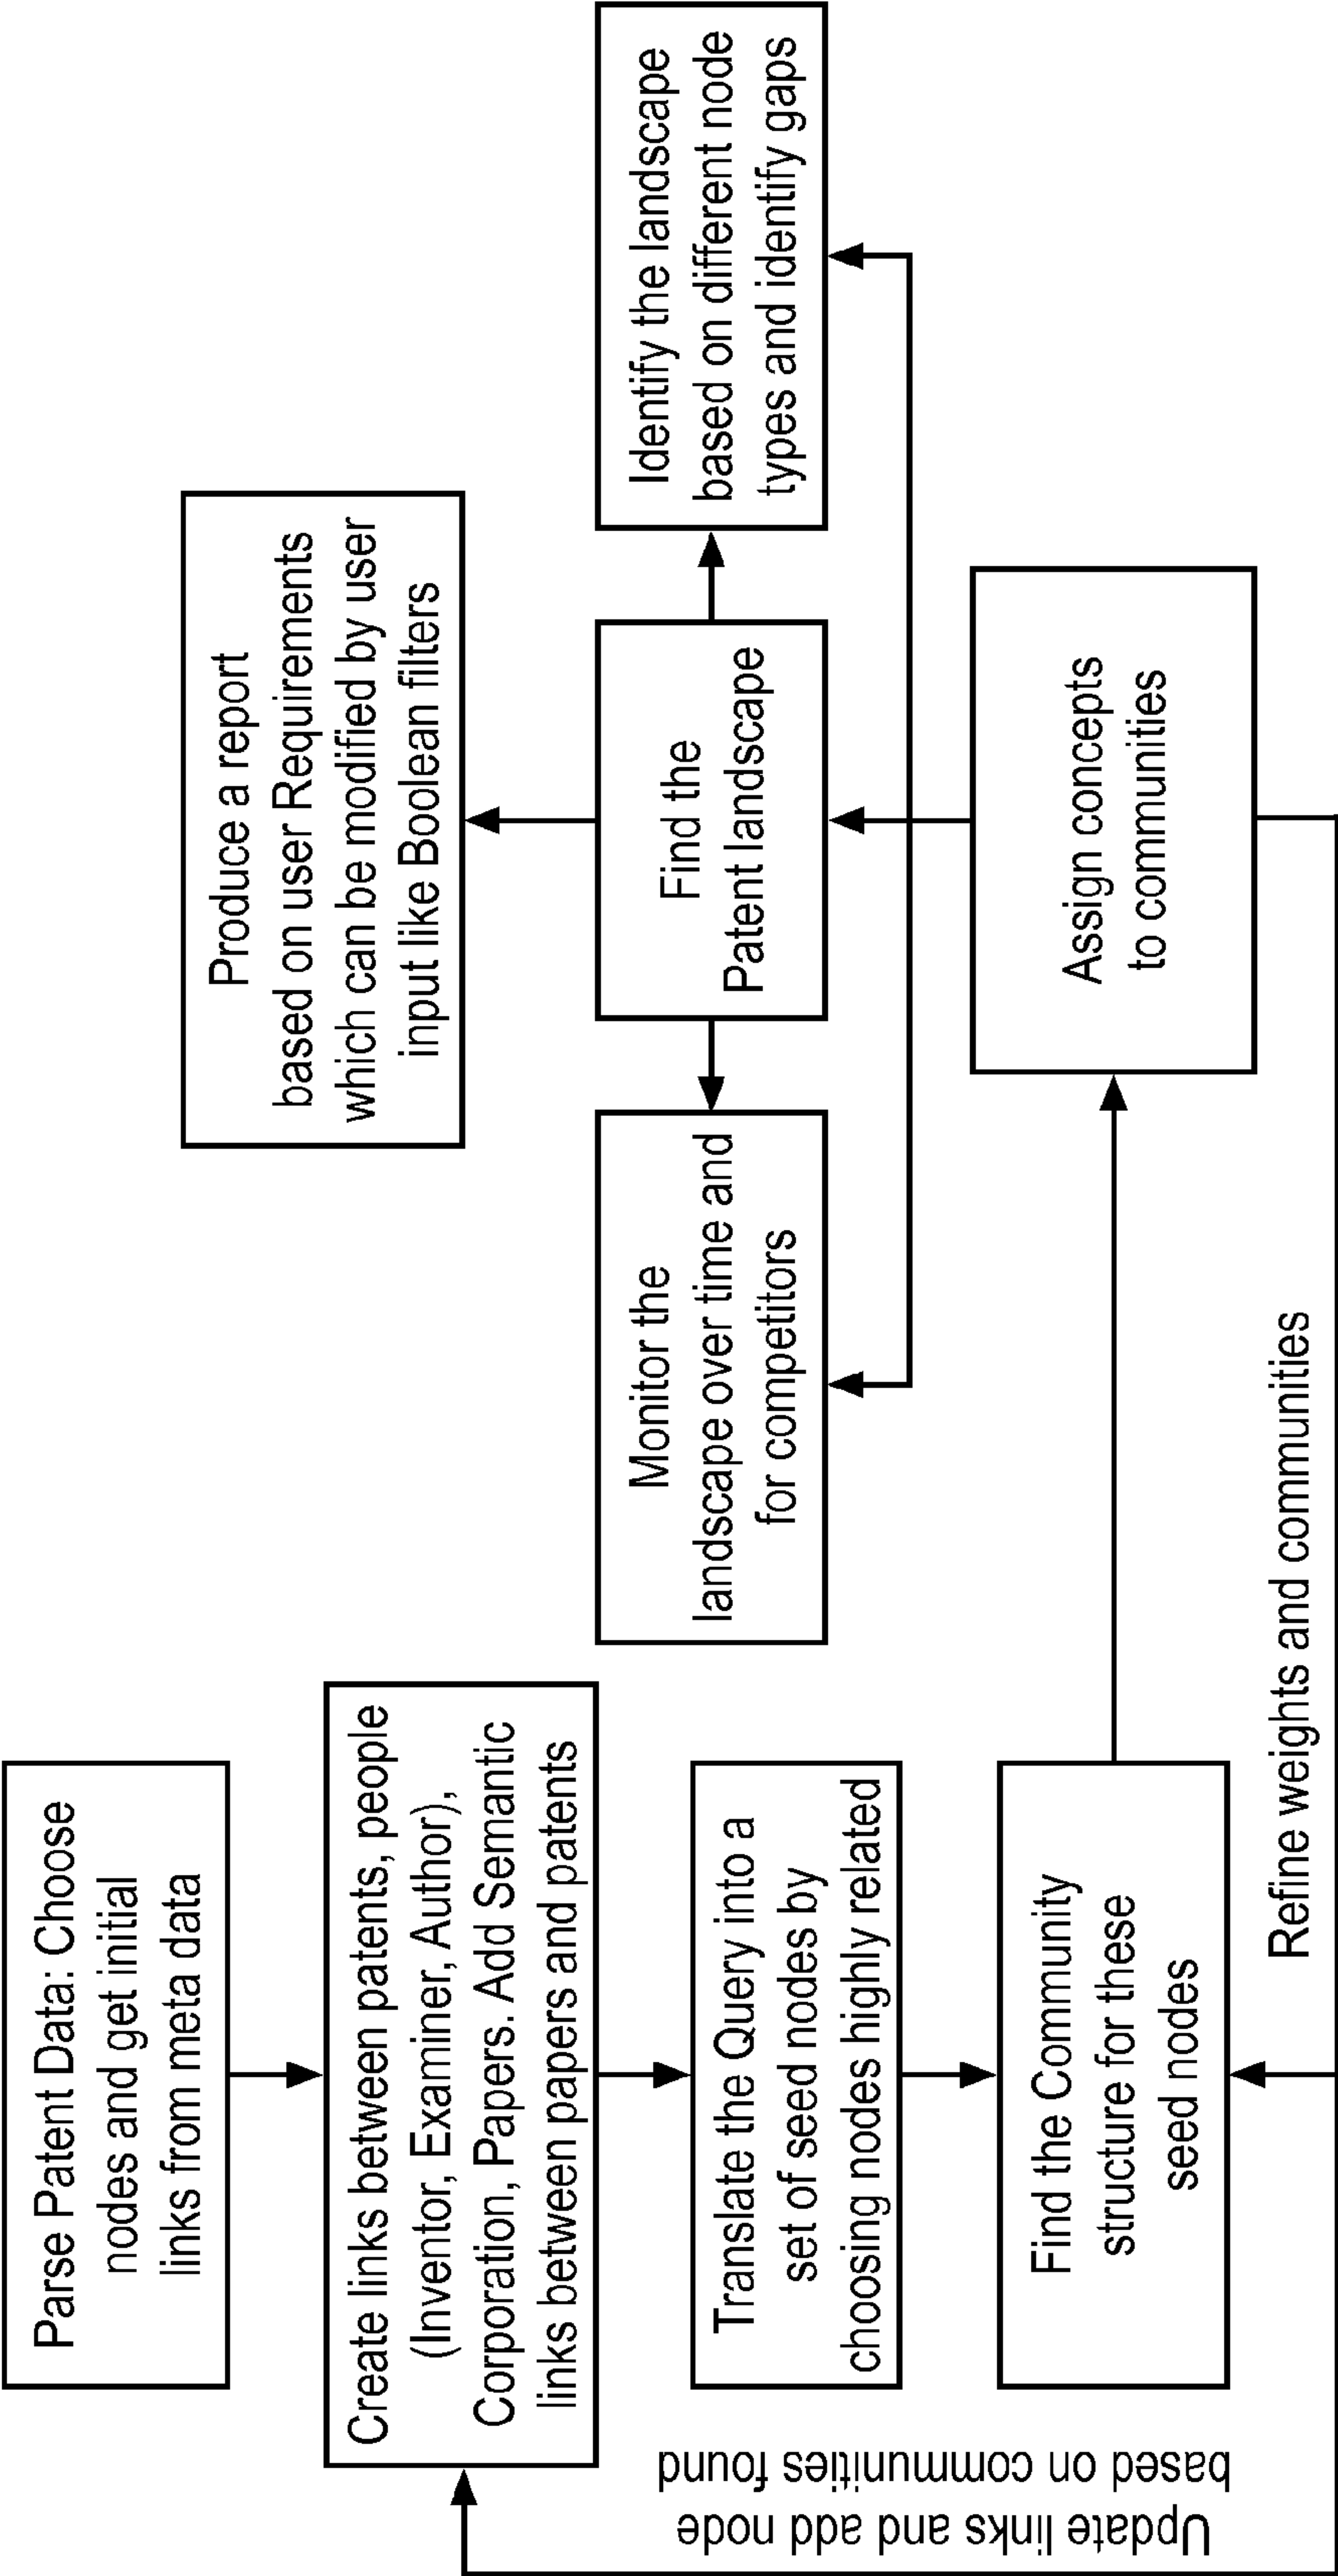 Parse Patent Data: Choose
nodes and get initial
links from meta data
Create links between patents, people
(Inventor, Examiner, Author),
Corporation, Papers. Add Semantic
links between papers and patents
Translate the Query into a
set of seed nodes by
choosing nodes highly related
Find the Community
structure for these
seed nodes
Update links and add node
based on communities found
Refine weights and communities
Assign concepts
to communities
Find the
Patent landscape
Monitor the
landscape over time and
for competitors
Produce a report
based on user Requirements
which can be modified by user
input like Boolean filters
Identify the landscape
based on different node
types and identify gaps